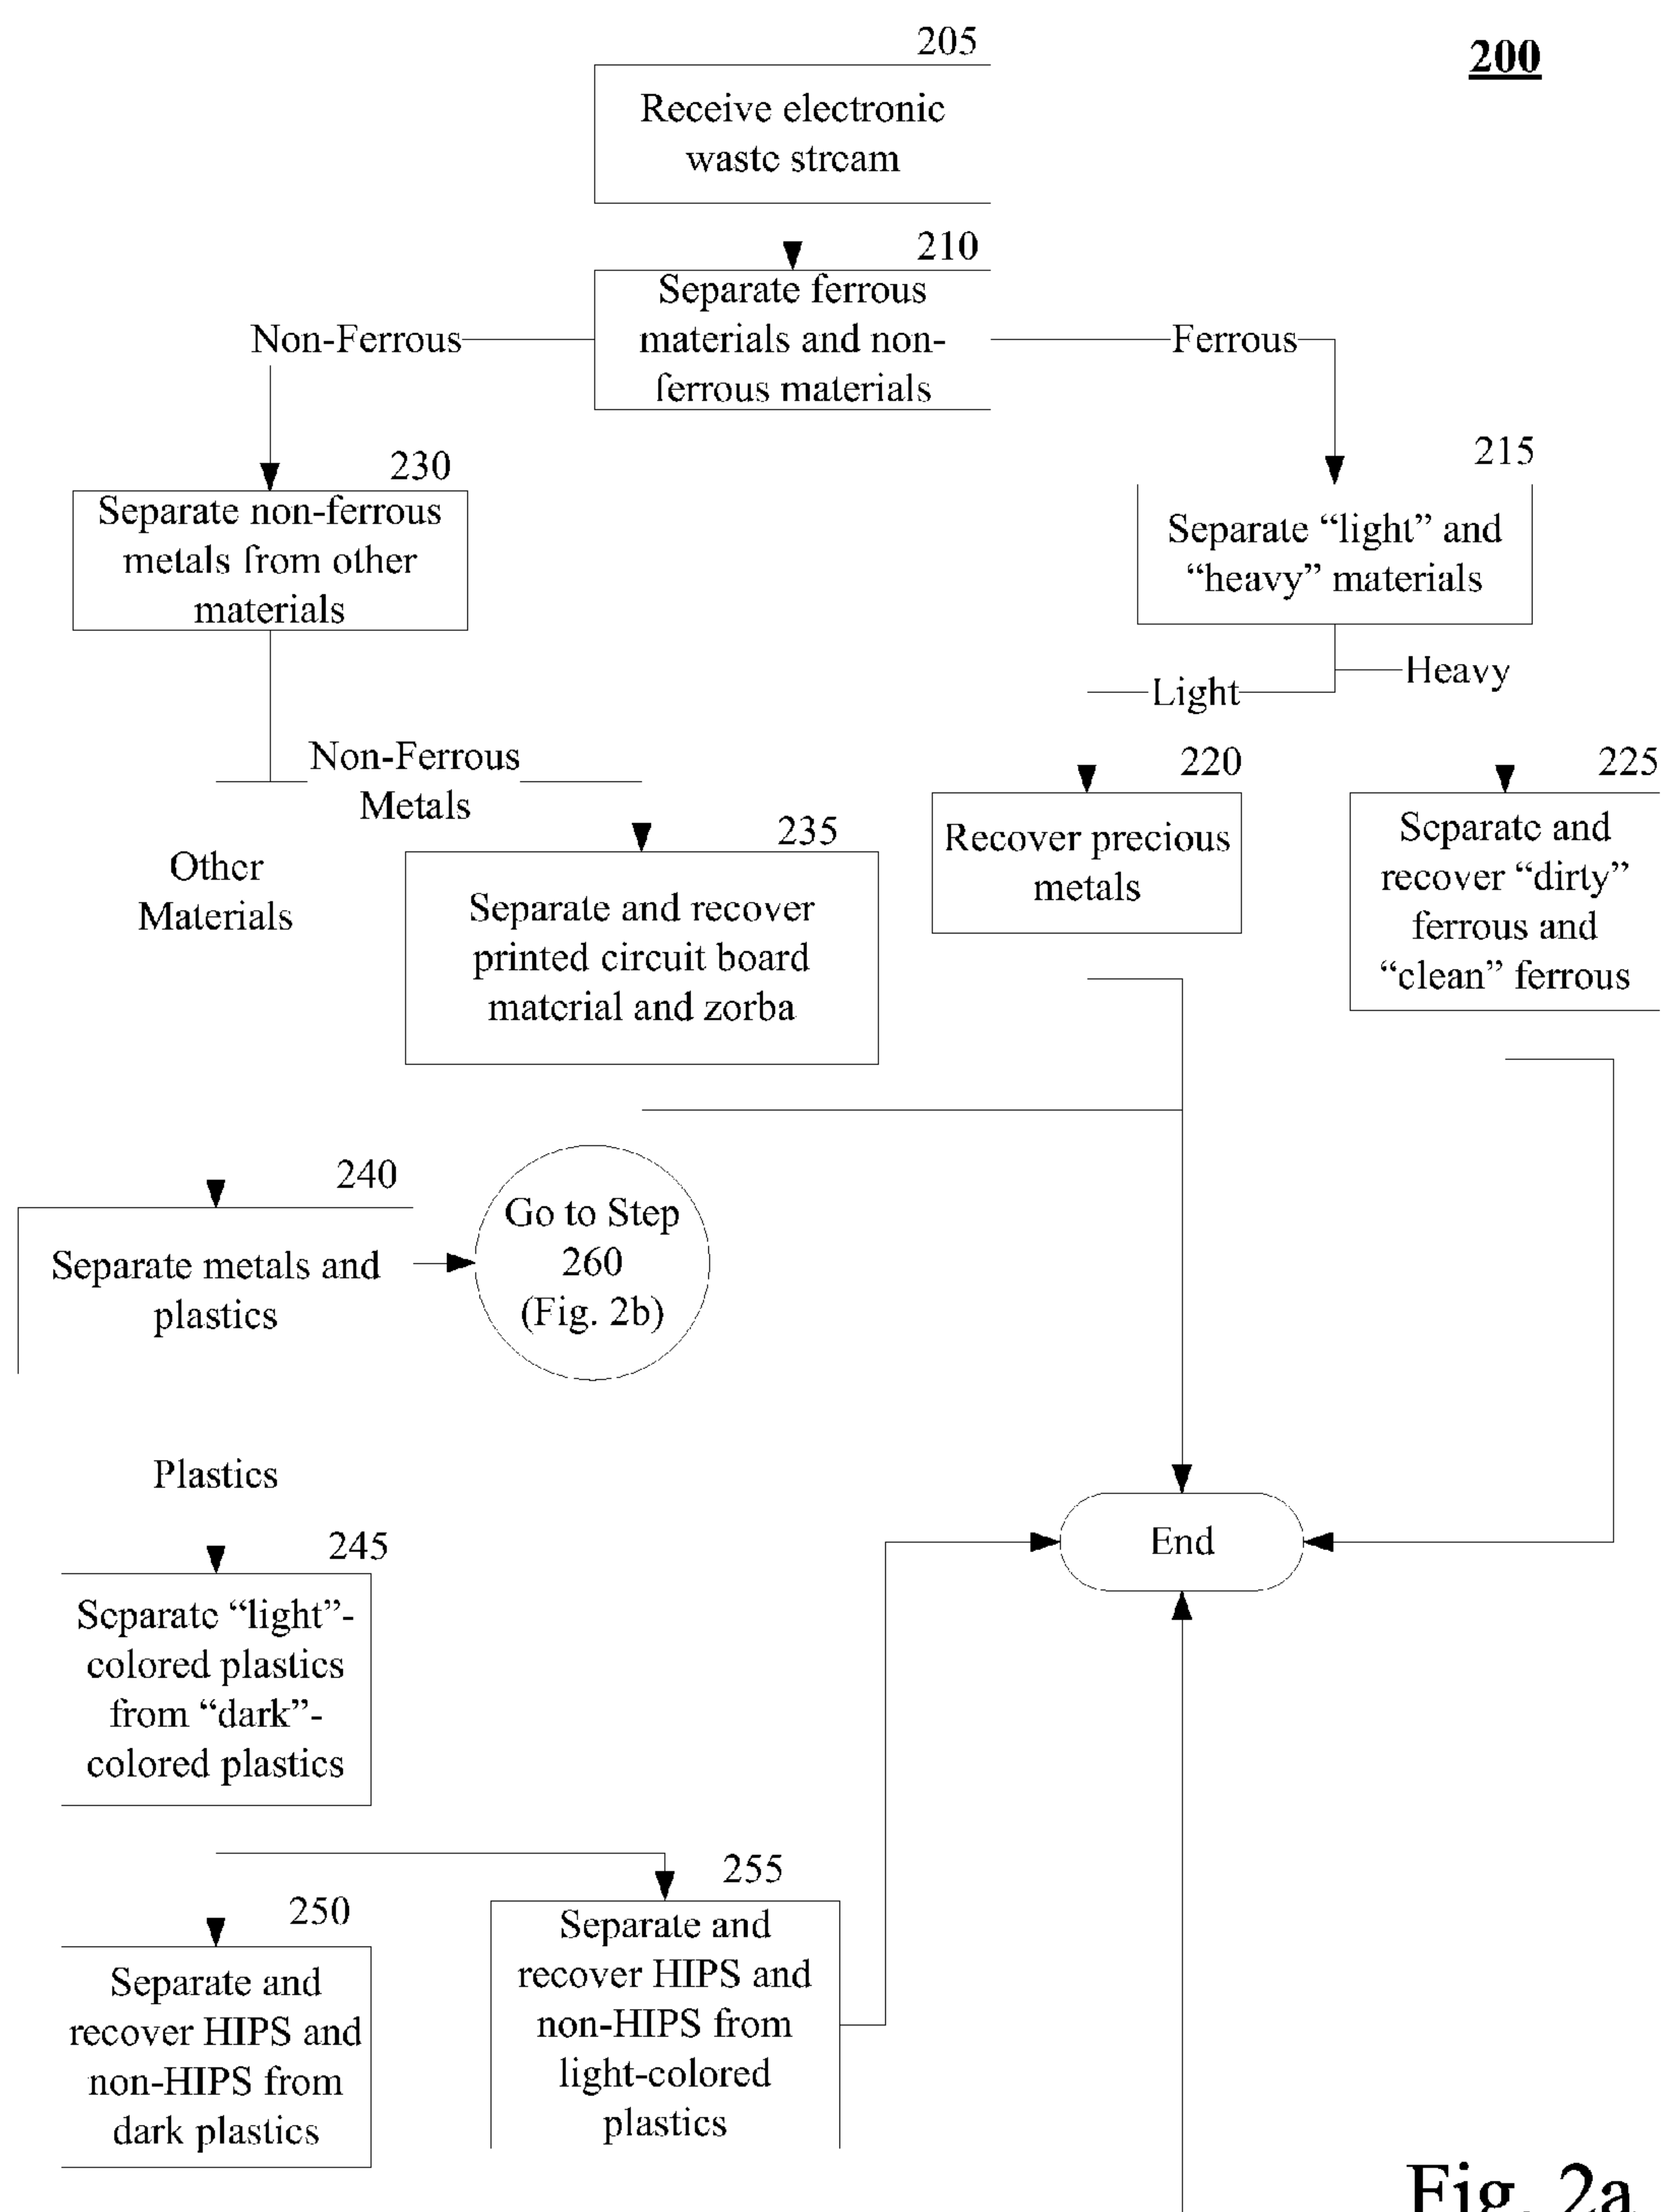 205
200
Receive electronic
waste stream
210
Separate ferrous
materials and non-
ferrous materials
Non-Ferrous
Ferrous
230
Separate non-ferrous
metals from other
materials
215
Separate “light” and
“heavy” materials
Heavy
Light
Non-Ferrous
Metals
Other
Materials
235
Separate and recover
printed circuit board
material and zorba
220
Recover precious
metals
225
Separate and
recover “dirty”
ferrous and
“clean” ferrous
240
Separate metals and
plastics
Go to Step
260
(Fig. 2b)
Plastics
245
Separate “light”-
colored plastics
from “dark”-
colored plastics
End
250
Separate and
recover HIPS and
non-HIPS from
dark plastics
255
Separate and
recover HIPS and
non-HIPS from
light-colored
plastics
Fig. 2a